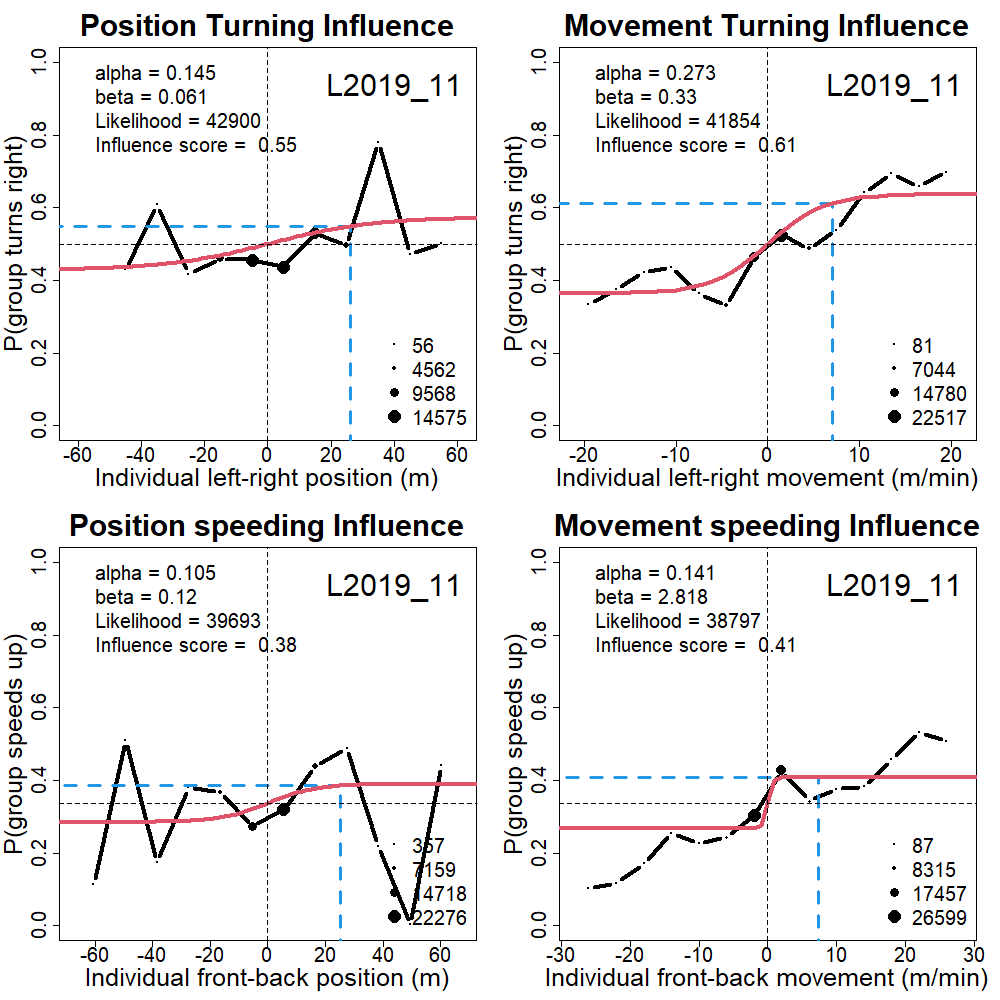 Position Turning Influence
alpha = 0.145
beta = 0.061
Likelihood = 42900
Influence score = 0.55
L2019_11
P(group turns right)
0.0
0.2
0.4
0.6
0.8
1.0
56
4562
9568
14575
-60 -40 -20 0 20 40 60
Individual left-right position (m)
Movement Turning Influence
alpha = 0.273
beta = 0.33
Likelihood = 41854
Influence score = 0.61
L2019_11
P(group turns right)
0.0
0.2
0.4
0.6
0.8
1.0
81
7044
14780
22517
-20 -10 0 10 20
Individual left-right movement (m/min)
Position speeding Influence
alpha = 0.105
beta = 0.12
Likelihood = 39693
Influence score = 0.38
L2019_11
P(group speeds up)
0.0
0.2
0.4
0.6
0.8
1.0
357
7159
14718
22276
-60 -40 -20 0 20 40 60
Individual front-back position (m)
Movement speeding Influence
alpha = 0.141
beta = 2.818
Likelihood = 38797
Influence score = 0.41
L2019_11
P(group speeds up)
0.0
0.2
0.4
0.6
0.8
1.0
87
8315
17457
26599
-30 -20 -10 0 10 20 30
Individual front-back movement (m/min)